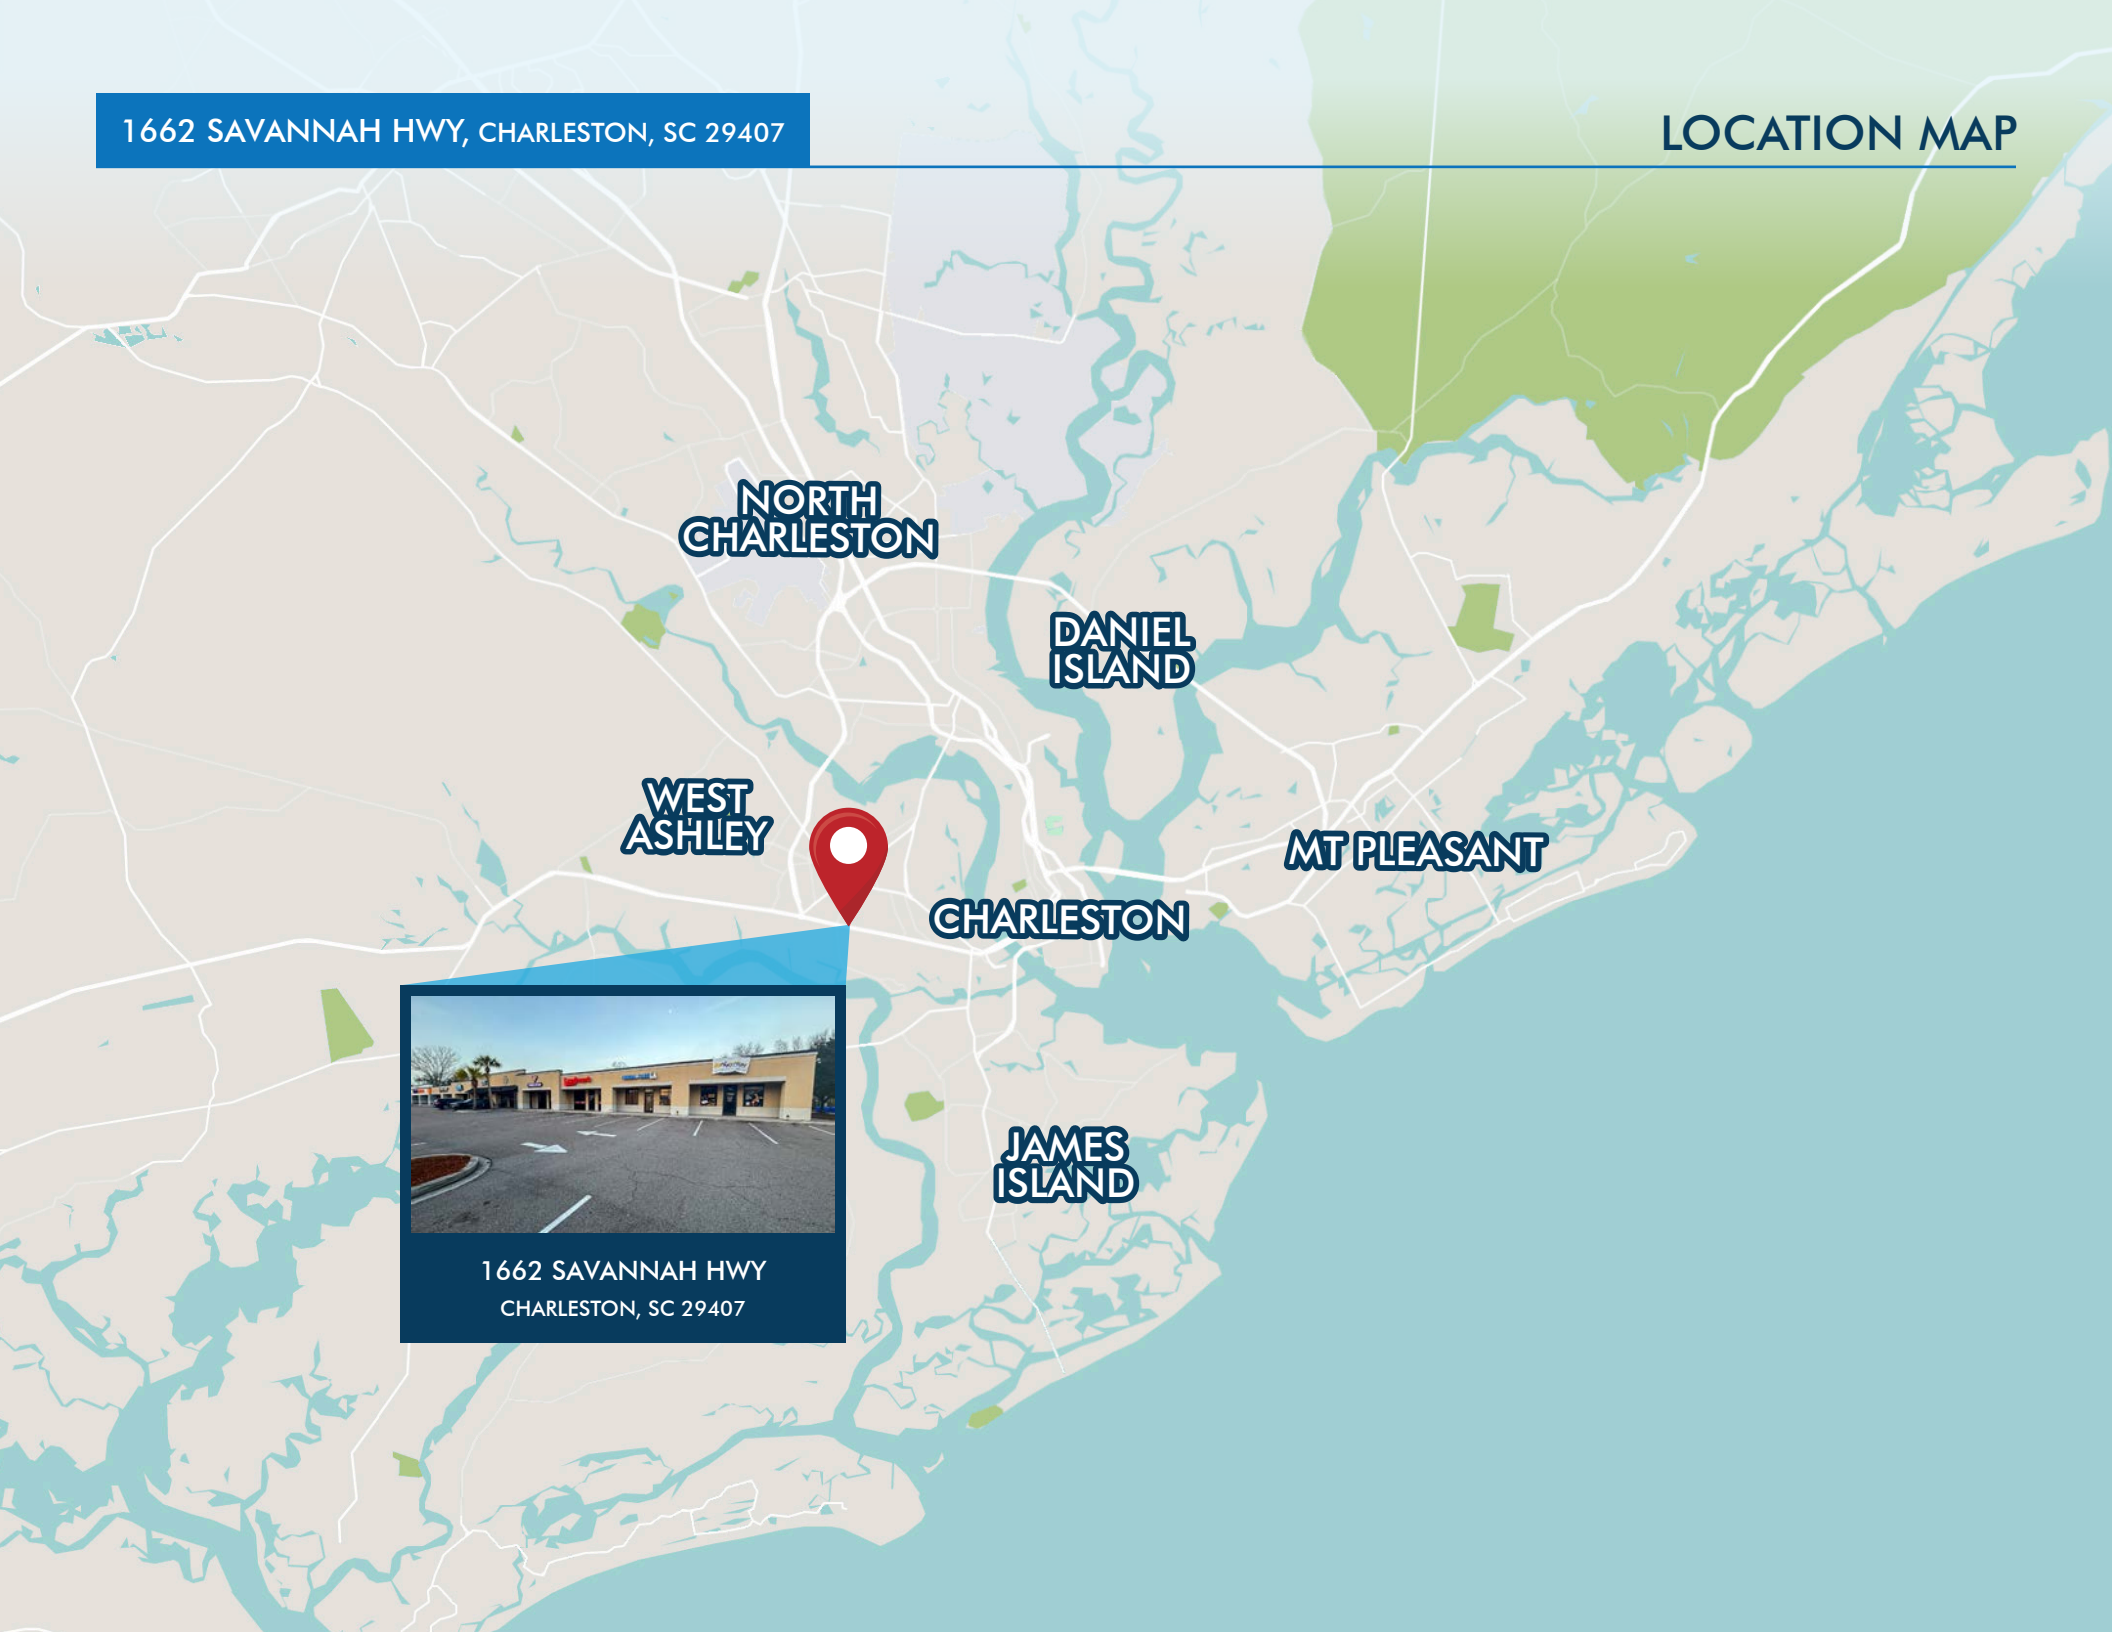 1662 SAVANNAH HWY, CHARLESTON, SC 29407
LOCATION MAP
NORTH
CHARLESTON
DANIEL
ISLAND
WEST
ASHLEY
MT PLEASANT
CHARLESTON
JAMES
ISLAND
1662 SAVANNAH HWY
CHARLESTON, SC 29407